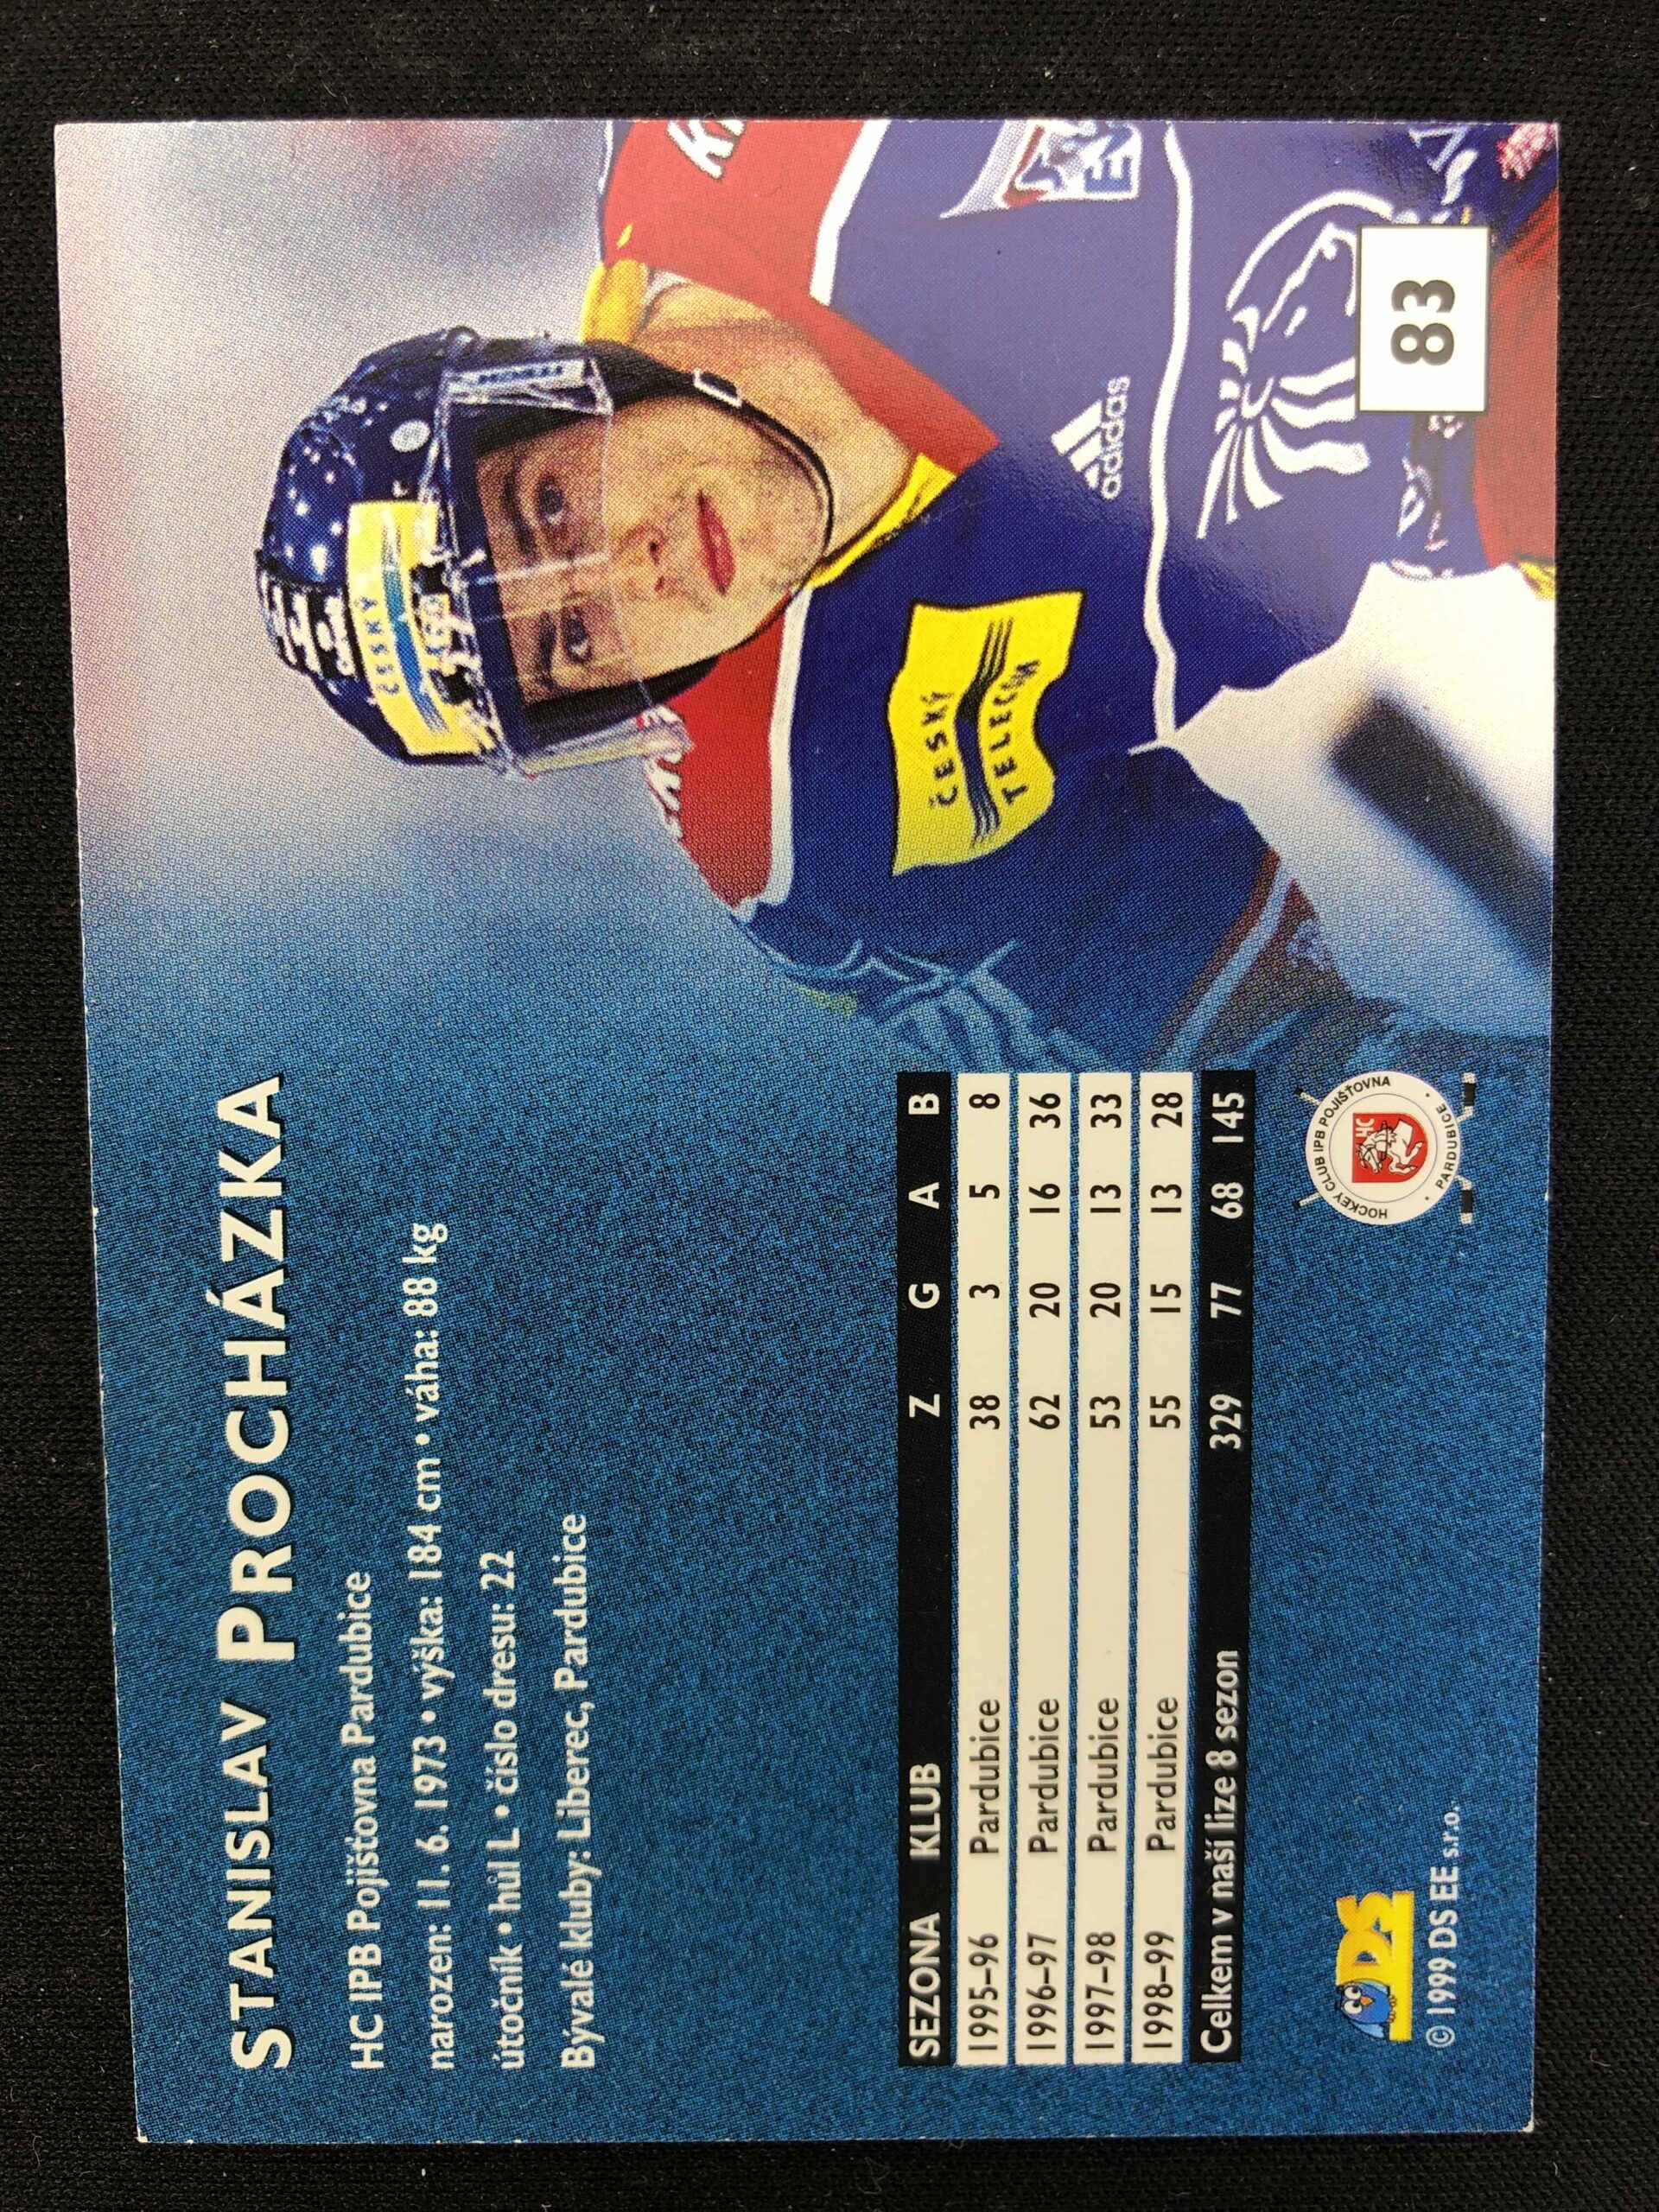 STANISLAV PROCHÁZKA
HC IPB Pojišťovna Pardubice
narozen: 11. 6. 1973 • výška: 184 cm • váha: 88 kg
útočník • hůl L • číslo dresu: 22
Bývalé kluby: Liberec, Pardubice
SEZONA KLUB Z G A B
1995–96 Pardubice 38 3 5 8
1996–97 Pardubice 62 20 16 36
1997–98 Pardubice 53 20 13 33
1998–99 Pardubice 55 15 13 28
Celkem v naší lize 8 sezon 329 77 68 145
DS
© 1999 DS EE s.r.o.
HOCKEY CLUB IPB POJIŠŤOVNA
• PARDUBICE •
ČESKÝ
ČESKÝ
TELECOM
adidas
83